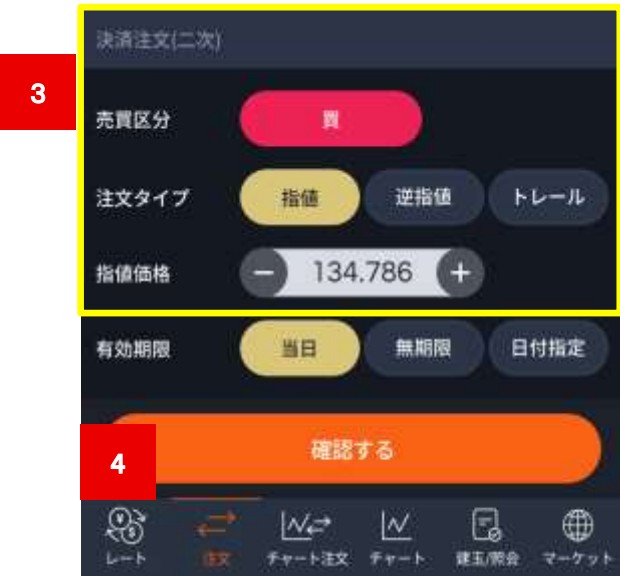 決済注文(二次)
3
売買区分 買
注文タイプ 指値 逆指値 トレール
指値価格 − 134.786 +
有効期限 当日 無期限 日付指定
4
確認する
レート 注文 チャート注文 チャート 建玉/照会 マーケット